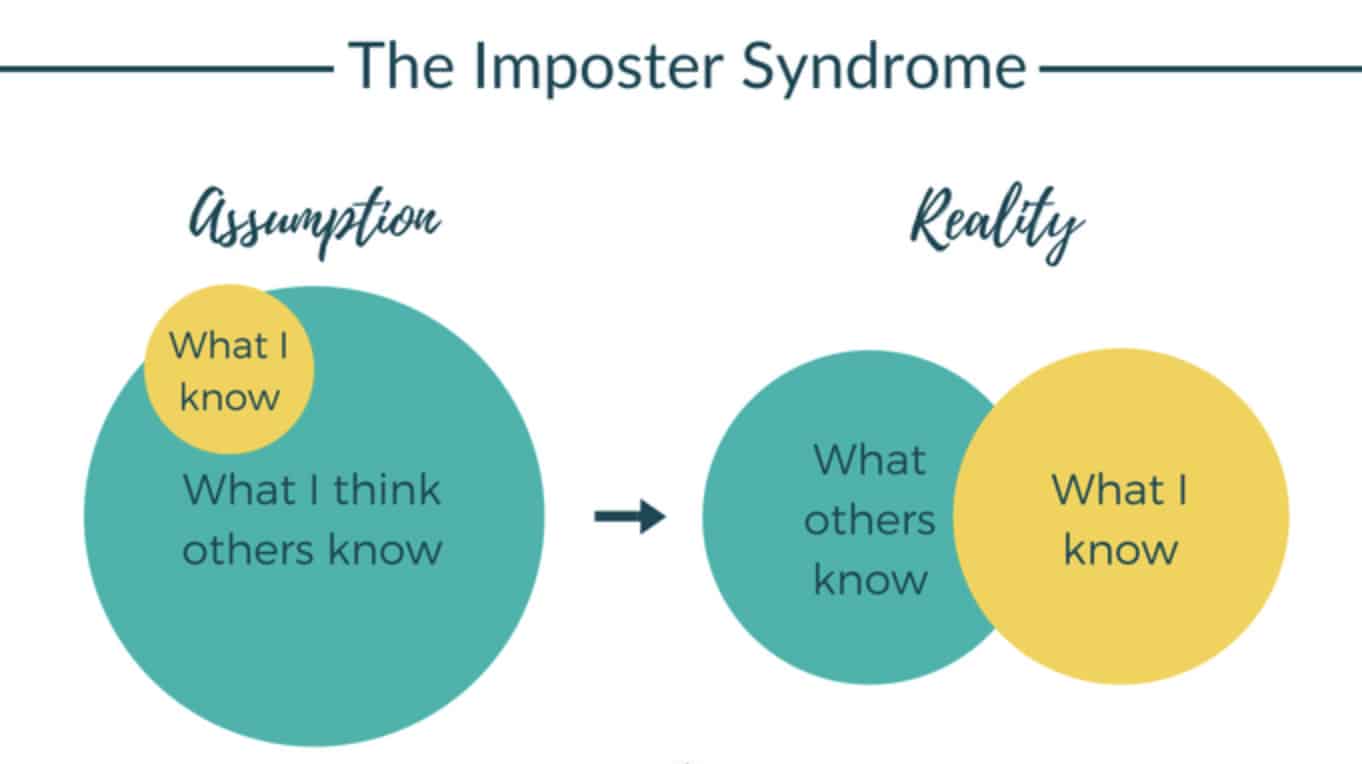 The Imposter Syndrome
Assumption
Reality
What I
know
What I think
others know
What
others
know
What I
know